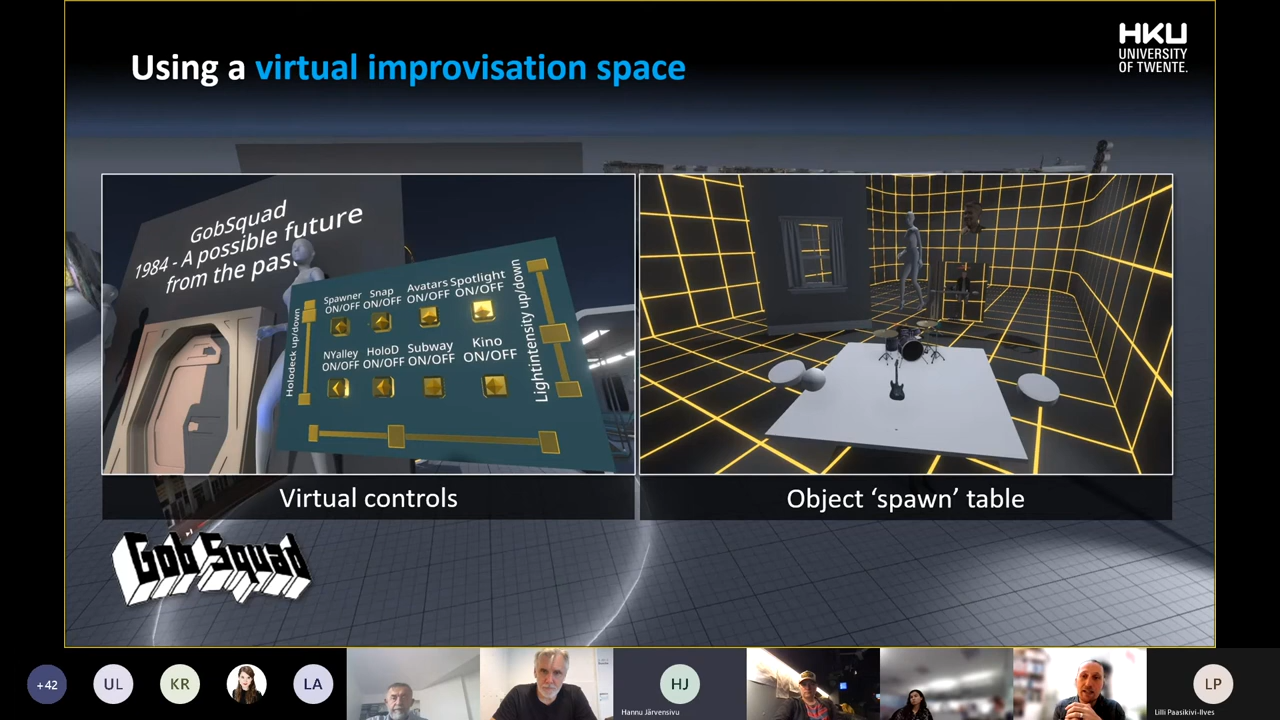 Using a virtual improvisation space
HKU
UNIVERSITY
OF TWENTE.
GobSquad
1984 - A possible future
from the past
Holodeck up/down
Spawner
ON/OFF
Snap
ON/OFF
Avatars
ON/OFF
Spotlight
ON/OFF
NYalley
ON/OFF
HoloD
ON/OFF
Subway
ON/OFF
Kino
ON/OFF
Lightintensity up/down
Virtual controls
Object ‘spawn’ table
Gob Squad
+42
UL
KR
LA
HJ
Hannu Järvensivu
LP
Lilli Paasikivi-Ilves